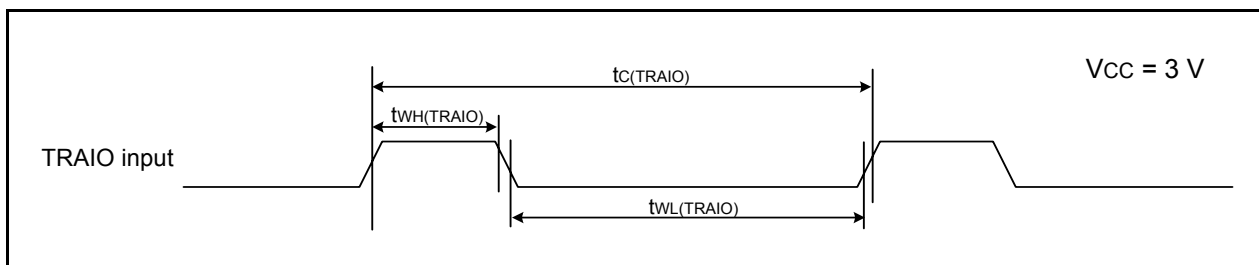 tC(TRAIO)
VCC = 3 V
tWH(TRAIO)
TRAIO input
tWL(TRAIO)